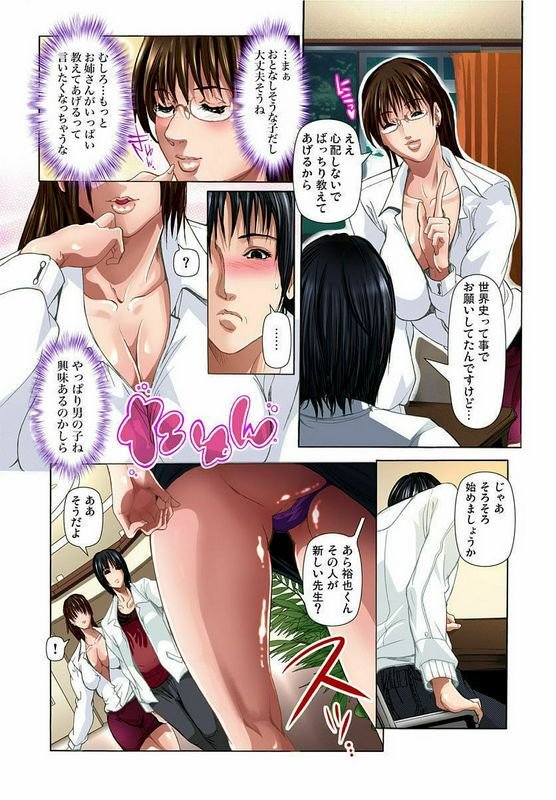 世界史って事で
お願いしてたんですけど…
ええ
心配しないで
ばっちり教えて
あげるから
…まぁ
おとなしそうな子だし
大丈夫そうね
むしろ…もっと
お姉さんがいっぱい
教えてあげるって
言いたくなっちゃうな
……
?
やっぱり男の子ね
興味あるのかしら
たゆん
じゃあ
そろそろ
始めましょうか
あら裕也くん
その人が
新しい先生?
スッ
ああ
そうだよ
!